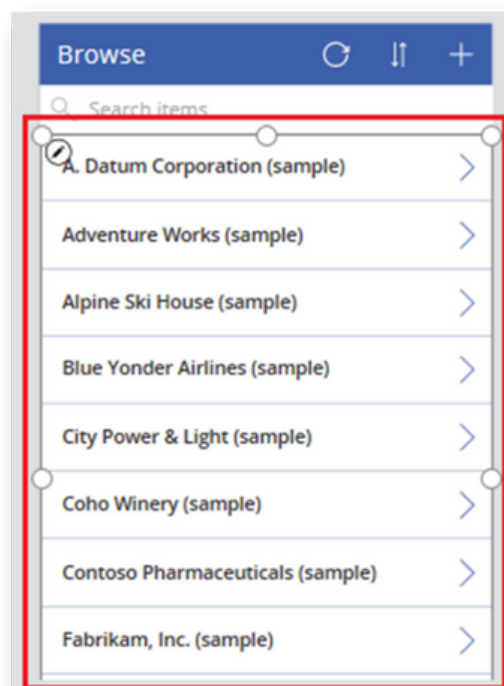 Browse
Search items
A. Datum Corporation (sample)
Adventure Works (sample)
Alpine Ski House (sample)
Blue Yonder Airlines (sample)
City Power & Light (sample)
Coho Winery (sample)
Contoso Pharmaceuticals (sample)
Fabrikam, Inc. (sample)